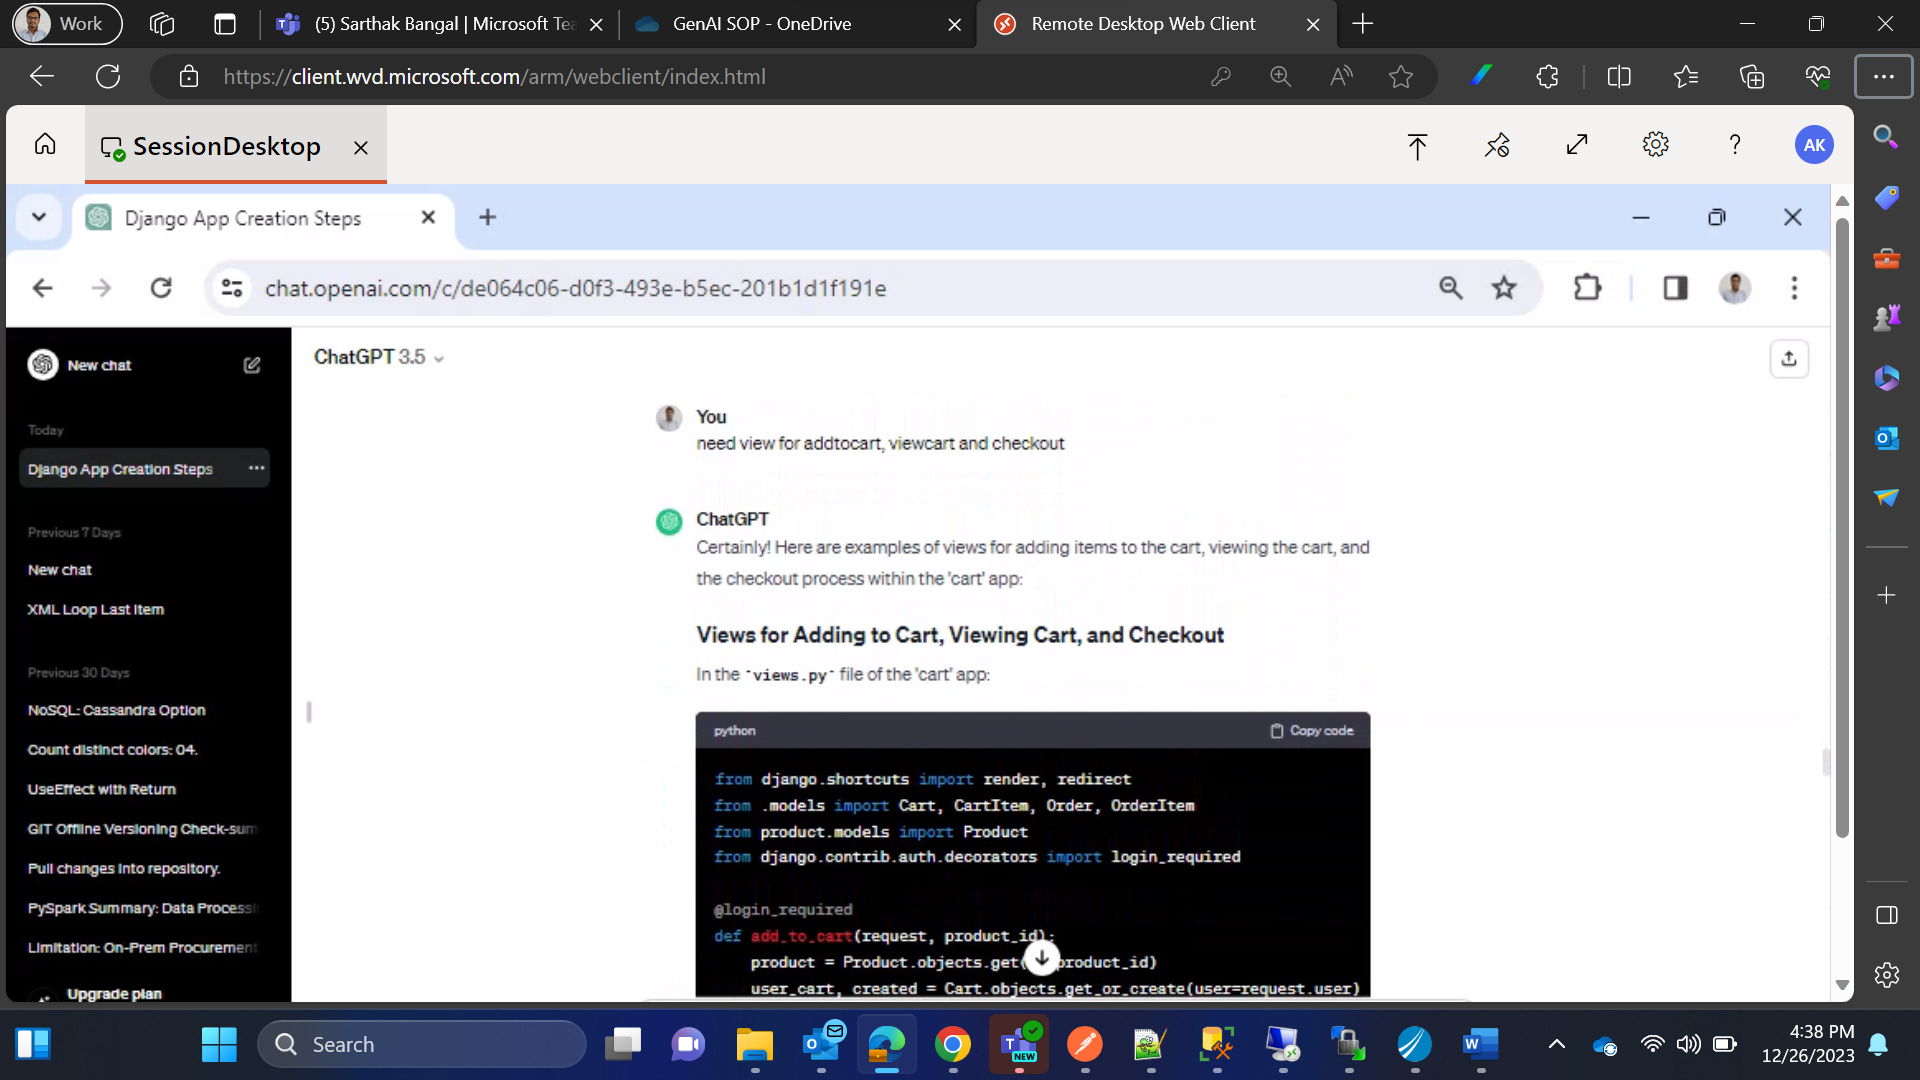 Work
(5) Sarthak Bangal | Microsoft Tea
GenAI SOP - OneDrive
Remote Desktop Web Client
https://client.wvd.microsoft.com/arm/webclient/index.html
SessionDesktop
?
AK
Django App Creation Steps
chat.openai.com/c/de064c06-d0f3-493e-b5ec-201b1d1f191e
New chat
Today
Django App Creation Steps
Previous 7 Days
New chat
XML Loop Last Item
Previous 30 Days
NoSQL: Cassandra Option
Count distinct colors: 04.
UseEffect with Return
GIT Offline Versioning Check-sum
Pull changes into repository.
PySpark Summary: Data Processi
Limitation: On-Prem Procurement
Upgrade plan
ChatGPT 3.5
You
need view for addtocart, viewcart and checkout
ChatGPT
Certainly! Here are examples of views for adding items to the cart, viewing the cart, and
the checkout process within the 'cart' app:
Views for Adding to Cart, Viewing Cart, and Checkout
In the `views.py` file of the 'cart' app:
python
Copy code
from django.shortcuts import render, redirect
from .models import Cart, CartItem, Order, OrderItem
from product.models import Product
from django.contrib.auth.decorators import login_required
@login_required
def add_to_cart(request, product_id):
product = Product.objects.get( product_id)
user_cart, created = Cart.objects.get_or_create(user=request.user)
Search
NEW
4:38 PM
12/26/2023